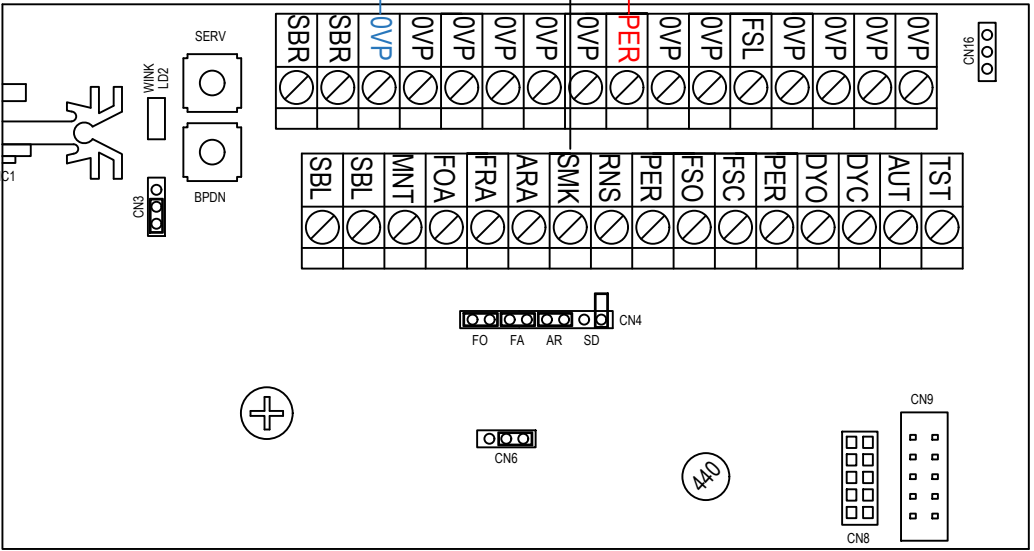 SERV
WINK
LD2
BPDN
CN3
SBR SBR 0VP 0VP 0VP 0VP 0VP 0VP PER 0VP 0VP FSL 0VP 0VP 0VP 0VP
CN16
SBL SBL MNT FOA FRA ARA SMK RNS PER FSO FSC PER DYO DYC AUT TST
CN4
FO FA AR SD
CN6
440
CN9
CN8